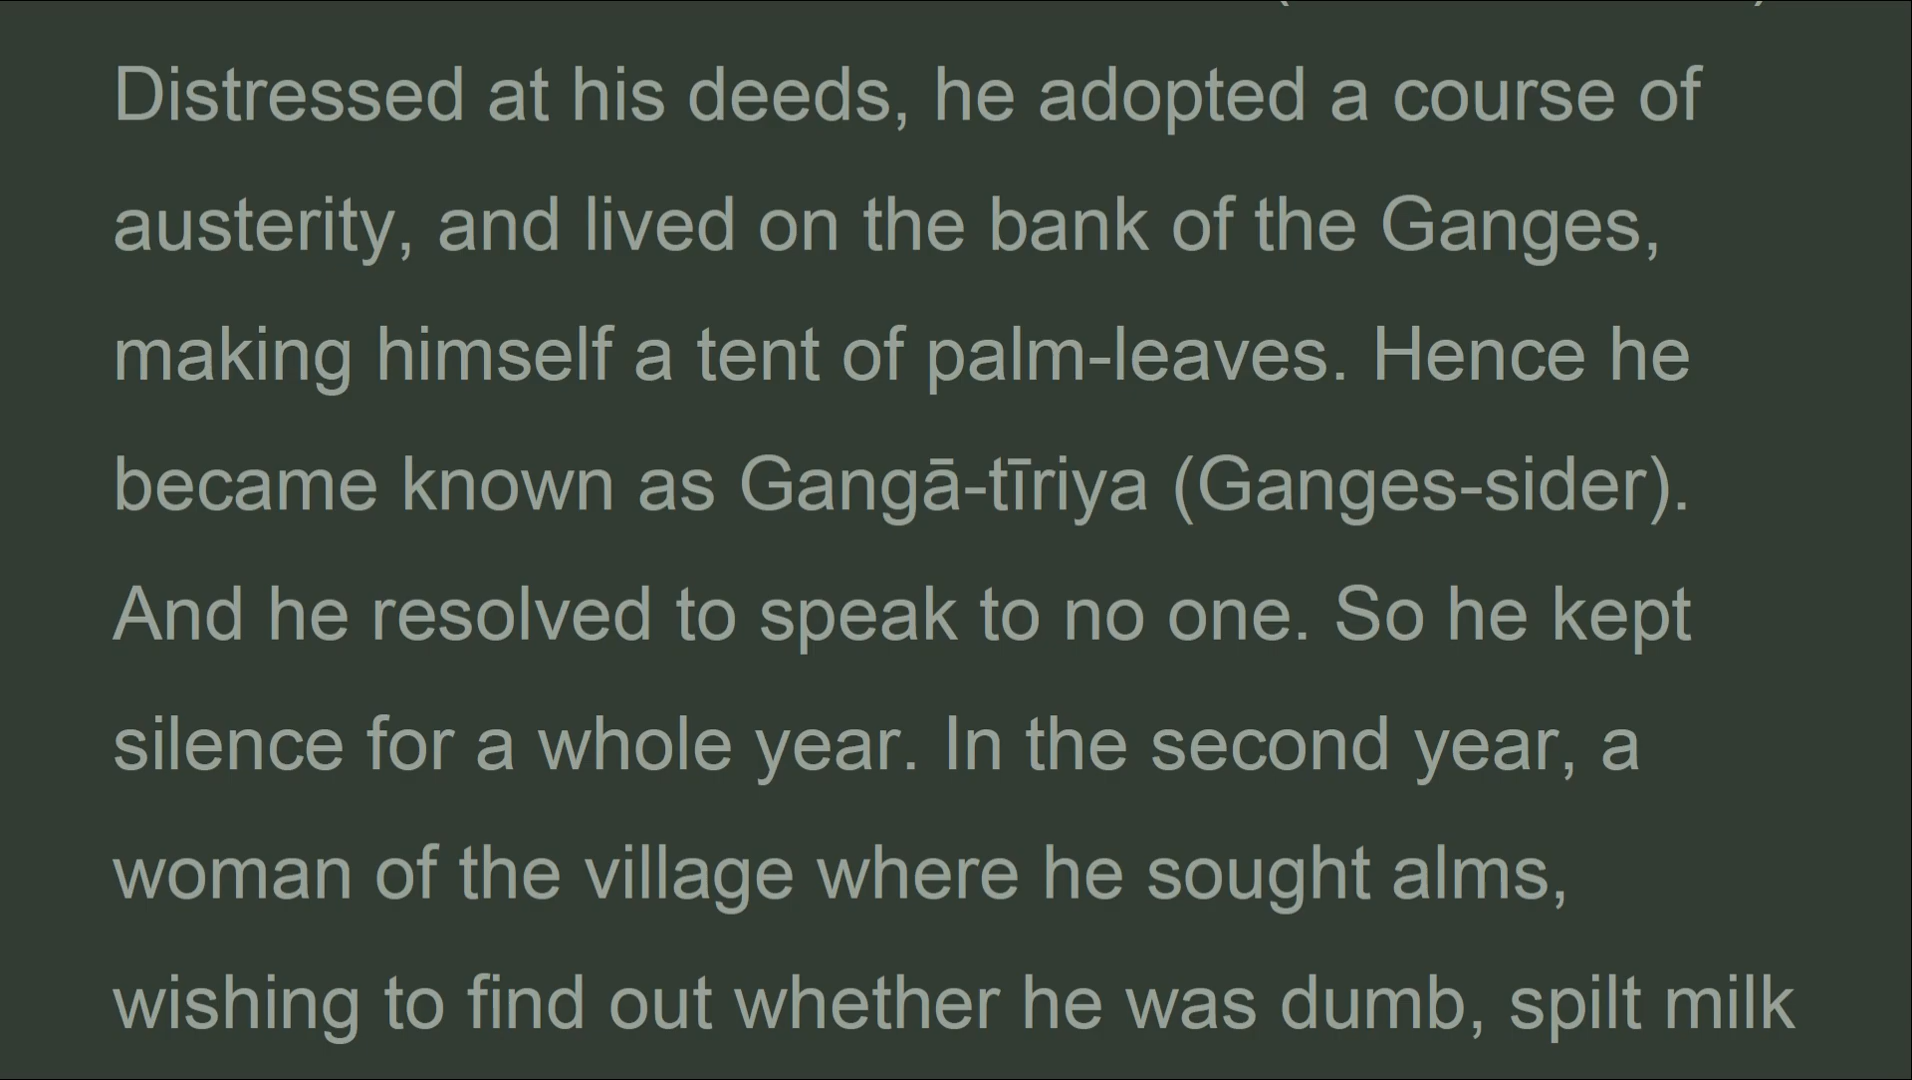 Distressed at his deeds, he adopted a course of
austerity, and lived on the bank of the Ganges,
making himself a tent of palm-leaves. Hence he
became known as Gangā-tīriya (Ganges-sider).
And he resolved to speak to no one. So he kept
silence for a whole year. In the second year, a
woman of the village where he sought alms,
wishing to find out whether he was dumb, spilt milk